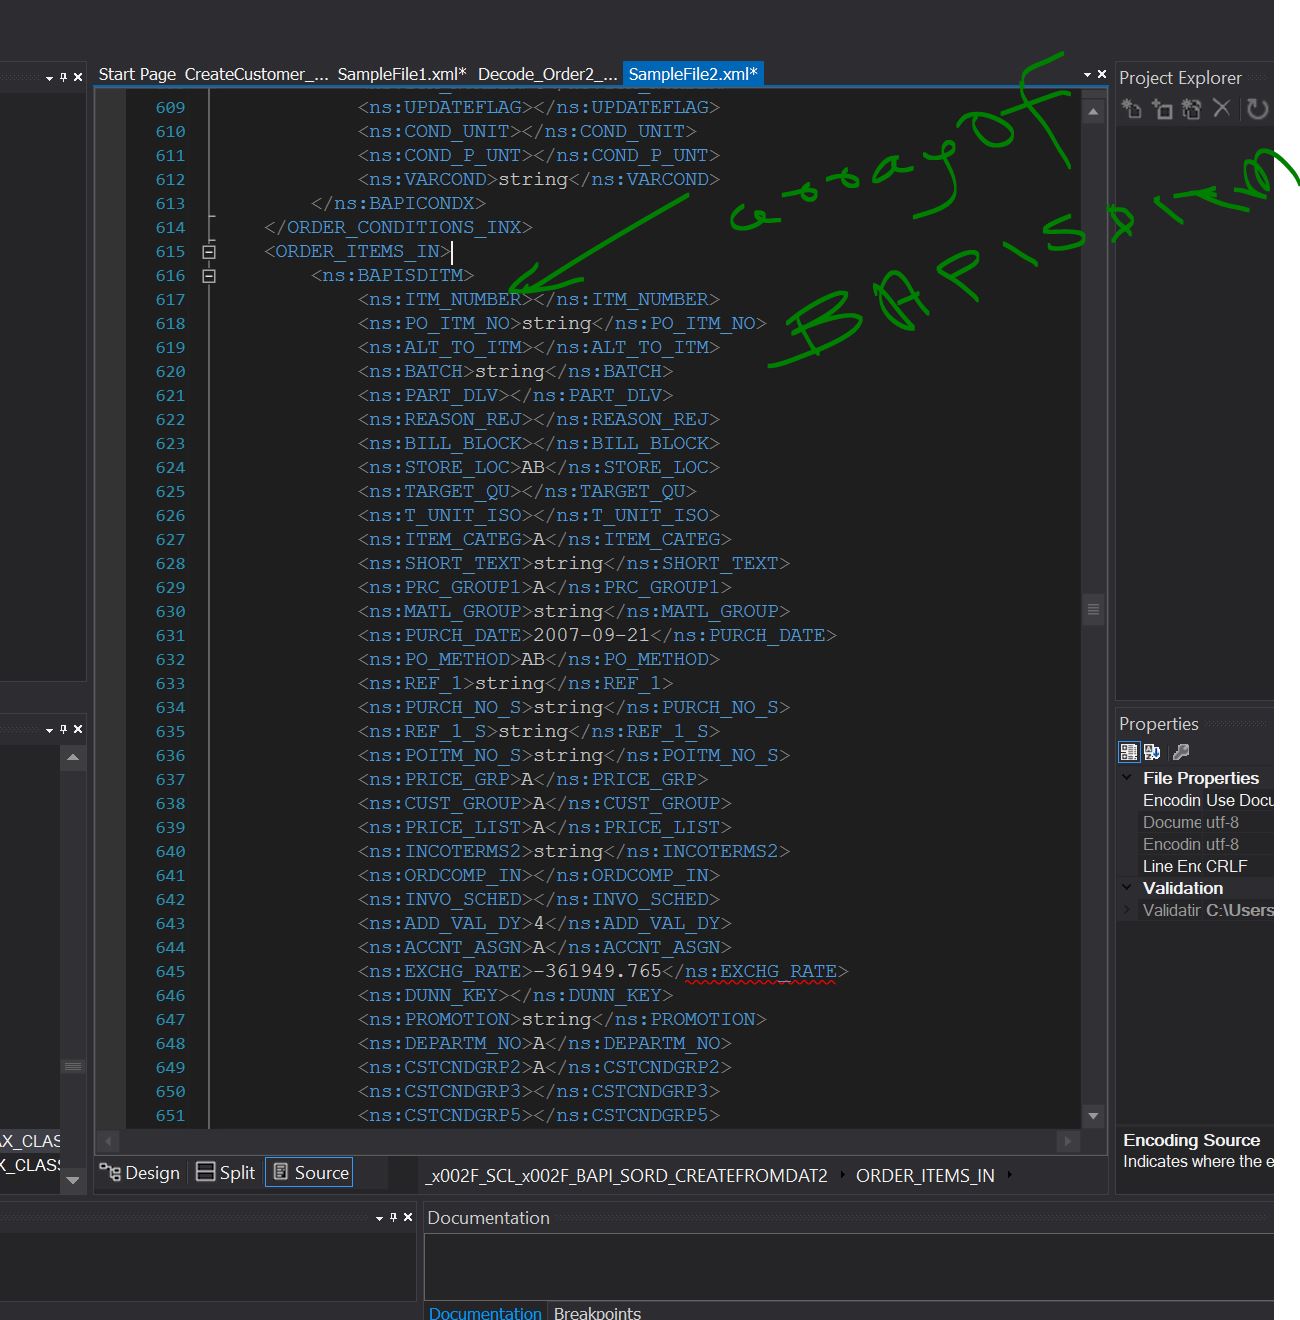 Start Page CreateCustomer_... SampleFile1.xml* Decode_Order2_... SampleFile2.xml*
Project Explorer
609 <ns:UPDATEFLAG></ns:UPDATEFLAG>
610 <ns:COND_UNIT></ns:COND_UNIT>
611 <ns:COND_P_UNT></ns:COND_P_UNT>
612 <ns:VARCOND>string</ns:VARCOND>
613 </ns:BAPICONDX>
614 </ORDER_CONDITIONS_INX>
615 <ORDER_ITEMS_IN>
616 <ns:BAPISDITM>
617 <ns:ITM_NUMBER></ns:ITM_NUMBER>
618 <ns:PO_ITM_NO>string</ns:PO_ITM_NO>
619 <ns:ALT_TO_ITM></ns:ALT_TO_ITM>
620 <ns:BATCH>string</ns:BATCH>
621 <ns:PART_DLV></ns:PART_DLV>
622 <ns:REASON_REJ></ns:REASON_REJ>
623 <ns:BILL_BLOCK></ns:BILL_BLOCK>
624 <ns:STORE_LOC>AB</ns:STORE_LOC>
625 <ns:TARGET_QU></ns:TARGET_QU>
626 <ns:T_UNIT_ISO></ns:T_UNIT_ISO>
627 <ns:ITEM_CATEG>A</ns:ITEM_CATEG>
628 <ns:SHORT_TEXT>string</ns:SHORT_TEXT>
629 <ns:PRC_GROUP1>A</ns:PRC_GROUP1>
630 <ns:MATL_GROUP>string</ns:MATL_GROUP>
631 <ns:PURCH_DATE>2007-09-21</ns:PURCH_DATE>
632 <ns:PO_METHOD>AB</ns:PO_METHOD>
633 <ns:REF_1>string</ns:REF_1>
634 <ns:PURCH_NO_S>string</ns:PURCH_NO_S>
635 <ns:REF_1_S>string</ns:REF_1_S>
636 <ns:POITM_NO_S>string</ns:POITM_NO_S>
637 <ns:PRICE_GRP>A</ns:PRICE_GRP>
638 <ns:CUST_GROUP>A</ns:CUST_GROUP>
639 <ns:PRICE_LIST>A</ns:PRICE_LIST>
640 <ns:INCOTERMS2>string</ns:INCOTERMS2>
641 <ns:ORDCOMP_IN></ns:ORDCOMP_IN>
642 <ns:INVO_SCHED></ns:INVO_SCHED>
643 <ns:ADD_VAL_DY>4</ns:ADD_VAL_DY>
644 <ns:ACCNT_ASGN>A</ns:ACCNT_ASGN>
645 <ns:EXCHG_RATE>-361949.765</ns:EXCHG_RATE>
646 <ns:DUNN_KEY></ns:DUNN_KEY>
647 <ns:PROMOTION>string</ns:PROMOTION>
648 <ns:DEPARTM_NO>A</ns:DEPARTM_NO>
649 <ns:CSTCNDGRP2>A</ns:CSTCNDGRP2>
650 <ns:CSTCNDGRP3></ns:CSTCNDGRP3>
651 <ns:CSTCNDGRP5></ns:CSTCNDGRP5>
array OF
BAPISDITM
Properties
File Properties
Encodin Use Docu
Docume utf-8
Encodin utf-8
Line Enc CRLF
Validation
Validatir C:\Users
Encoding Source
Indicates where the e
AX_CLAS
X_CLASS
Design Split Source
_x002F_SCL_x002F_BAPI_SORD_CREATEFROMDAT2 ORDER_ITEMS_IN
Documentation
Documentation Breakpoints